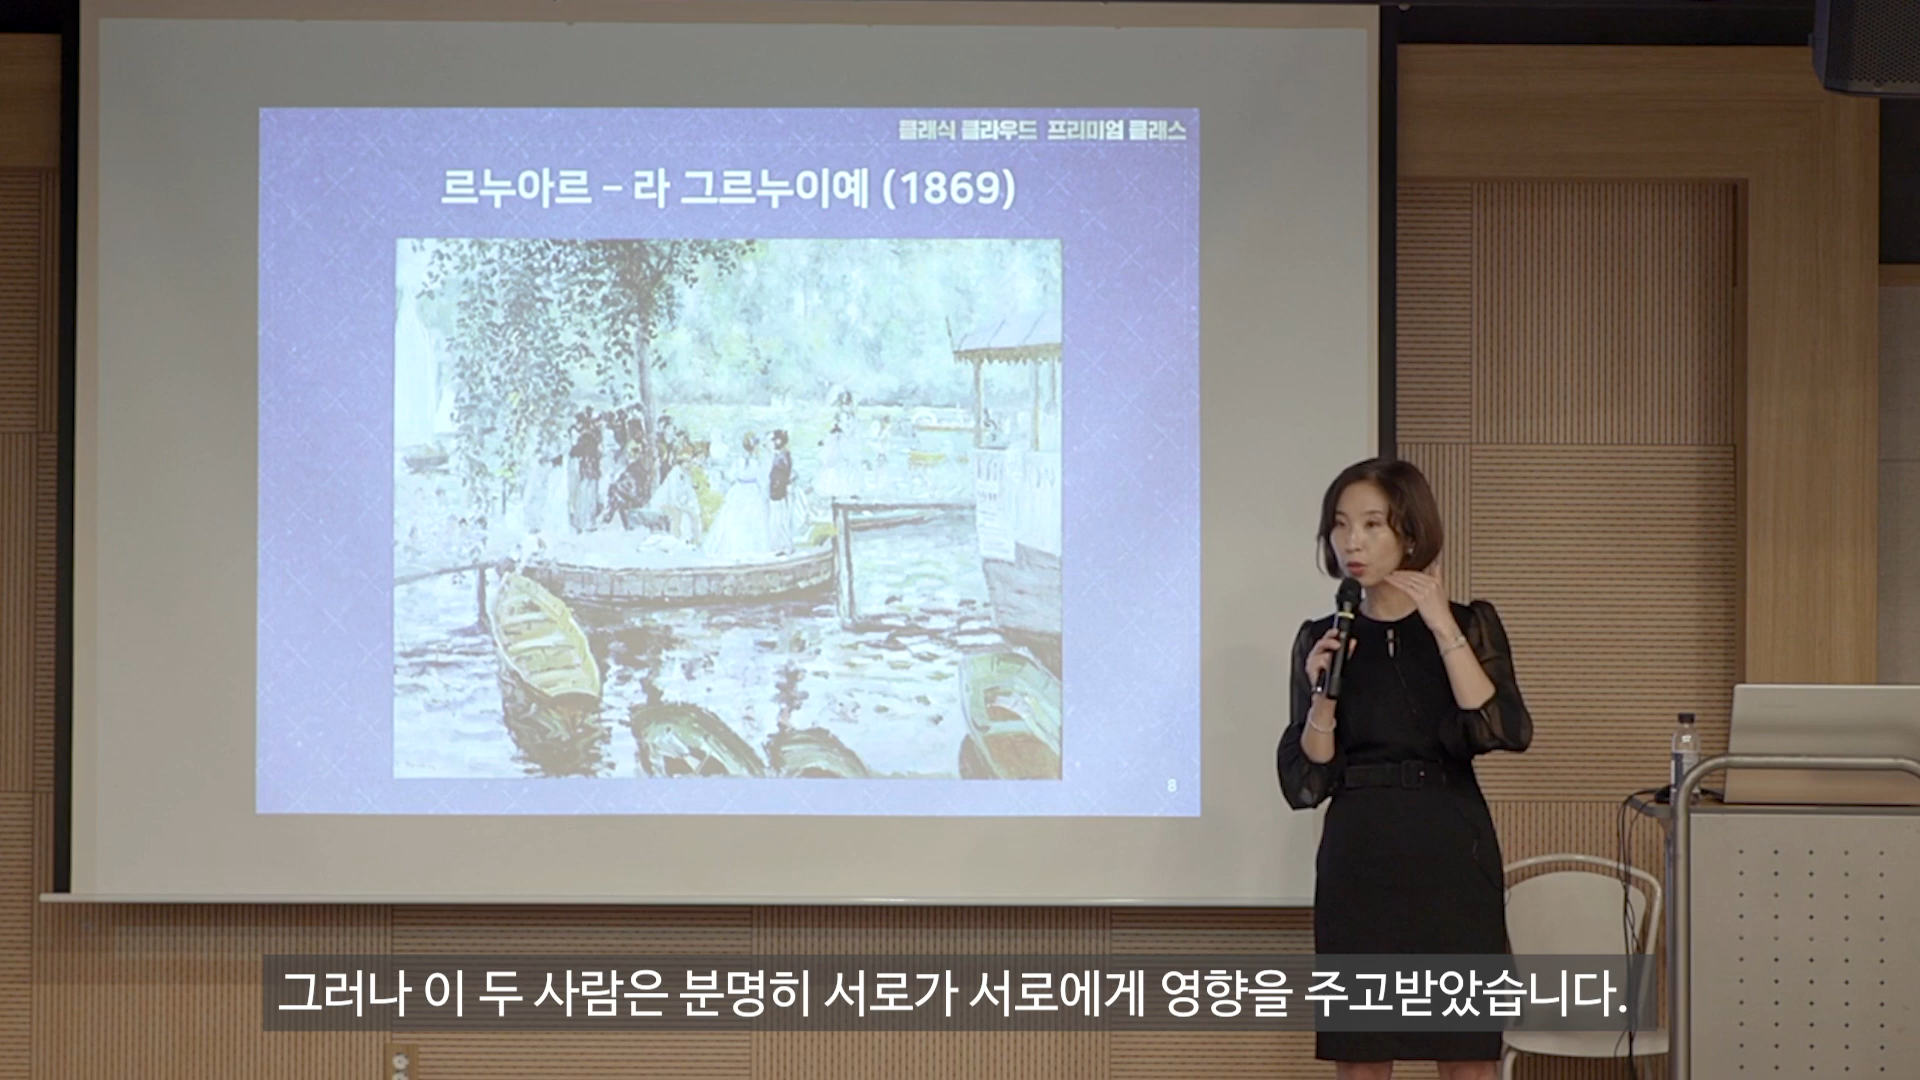 클래식 클라우드 프리미엄 클래스
르누아르 – 라 그르누이예 (1869)
8
그러나 이 두 사람은 분명히 서로가 서로에게 영향을 주고받았습니다.